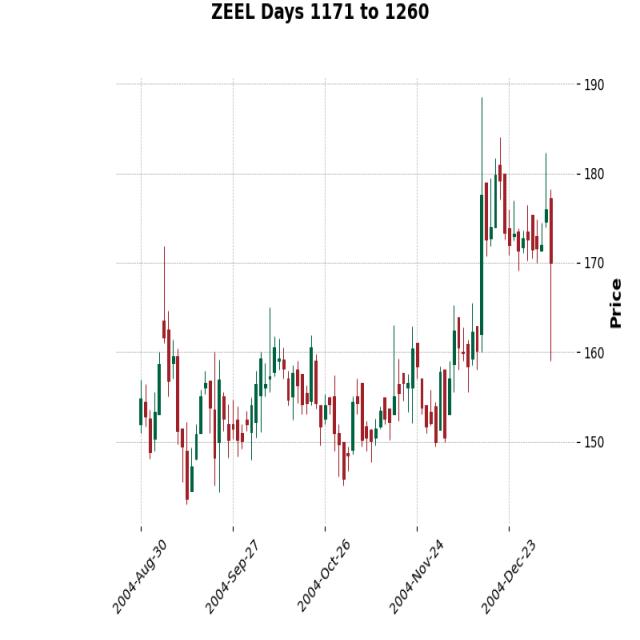 ZEEL Days 1171 to 1260
190
180
170
160
150
Price
2004-Aug-30
2004-Sep-27
2004-Oct-26
2004-Nov-24
2004-Dec-23